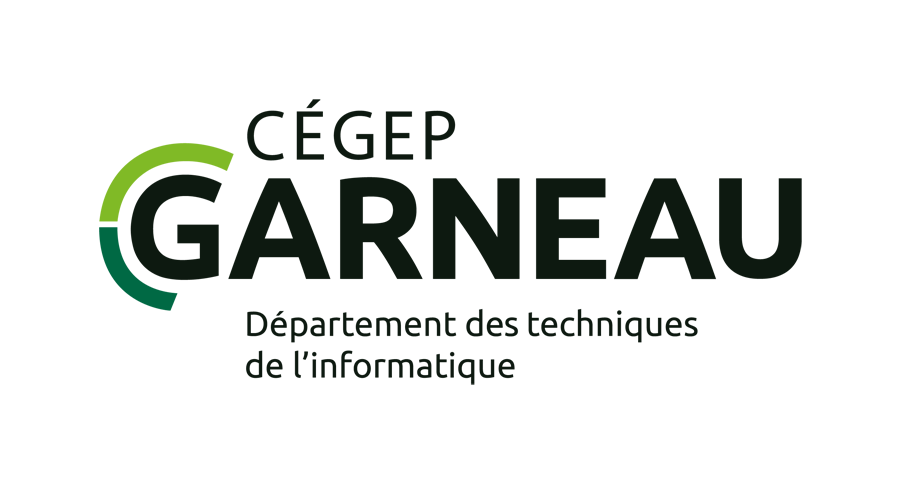 CÉGEP
GARNEAU
Département des techniques
de l’informatique